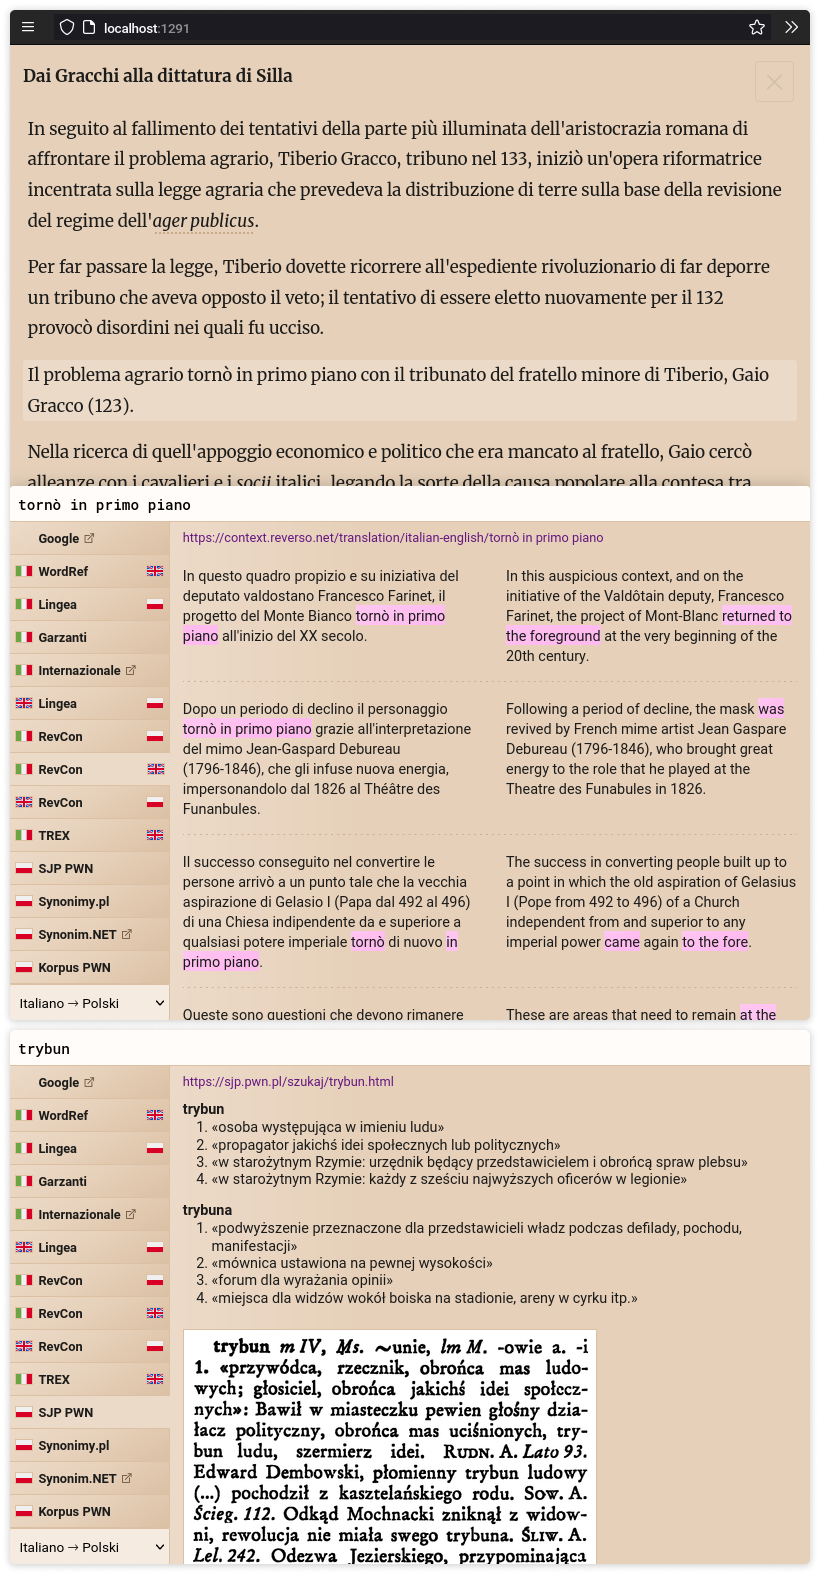 localhost:1291
Dai Gracchi alla dittatura di Silla
In seguito al fallimento dei tentativi della parte più illuminata dell'aristocrazia romana di
affrontare il problema agrario, Tiberio Gracco, tribuno nel 133, iniziò un'opera riformatrice
incentrata sulla legge agraria che prevedeva la distribuzione di terre sulla base della revisione
del regime dell'ager publicus.
Per far passare la legge, Tiberio dovette ricorrere all'espediente rivoluzionario di far deporre
un tribuno che aveva opposto il veto; il tentativo di essere eletto nuovamente per il 132
provocò disordini nei quali fu ucciso.
Il problema agrario tornò in primo piano con il tribunato del fratello minore di Tiberio, Gaio
Gracco (123).
Nella ricerca di quell'appoggio economico e politico che era mancato al fratello, Gaio cercò
alleanze con i cavalieri e i socii italici, legando la sorte della causa popolare alla contesa tra
tornò in primo piano
Google
WordRef
Lingea
Garzanti
Internazionale
Lingea
RevCon
RevCon
RevCon
TREX
SJP PWN
Synonimy.pl
Synonim.NET
Korpus PWN
Italiano → Polski
https://context.reverso.net/translation/italian-english/tornò in primo piano
In questo quadro propizio e su iniziativa del
deputato valdostano Francesco Farinet, il
progetto del Monte Bianco tornò in primo
piano all'inizio del XX secolo.
In this auspicious context, and on the
initiative of the Valdôtain deputy, Francesco
Farinet, the project of Mont-Blanc returned to
the foreground at the very beginning of the
20th century.
Dopo un periodo di declino il personaggio
tornò in primo piano grazie all'interpretazione
del mimo Jean-Gaspard Debureau
(1796-1846), che gli infuse nuova energia,
impersonandolo dal 1826 al Théâtre des
Funanbules.
Following a period of decline, the mask was
revived by French mime artist Jean Gaspare
Debureau (1796-1846), who brought great
energy to the role that he played at the
Theatre des Funabules in 1826.
Il successo conseguito nel convertire le
persone arrivò a un punto tale che la vecchia
aspirazione di Gelasio I (Papa dal 492 al 496)
di una Chiesa indipendente da e superiore a
qualsiasi potere imperiale tornò di nuovo in
primo piano.
The success in converting people built up to
a point in which the old aspiration of Gelasius
I (Pope from 492 to 496) of a Church
independent from and superior to any
imperial power came again to the fore.
Queste sono questioni che devono rimanere
These are areas that need to remain at the
trybun
Google
WordRef
Lingea
Garzanti
Internazionale
Lingea
RevCon
RevCon
RevCon
TREX
SJP PWN
Synonimy.pl
Synonim.NET
Korpus PWN
Italiano → Polski
https://sjp.pwn.pl/szukaj/trybun.html
trybun
1. «osoba występująca w imieniu ludu»
2. «propagator jakichś idei społecznych lub politycznych»
3. «w starożytnym Rzymie: urzędnik będący przedstawicielem i obrońcą spraw plebsu»
4. «w starożytnym Rzymie: każdy z sześciu najwyższych oficerów w legionie»
trybuna
1. «podwyższenie przeznaczone dla przedstawicieli władz podczas defilady, pochodu,
manifestacji»
2. «mównica ustawiona na pewnej wysokości»
3. «forum dla wyrażania opinii»
4. «miejsca dla widzów wokół boiska na stadionie, areny w cyrku itp.»
trybun m IV, Ms. ~unie, lm M. -owie a. -i
1. «przywódca, rzecznik, obrońca mas ludo-
wych; głosiciel, obrońca jakichś idei społecz-
nych»: Bawił w miasteczku pewien głośny dzia-
łacz polityczny, obrońca mas uciśnionych, try-
bun ludu, szermierz idei. RUDN. A. Lato 93.
Edward Dembowski, płomienny trybun ludowy
(...) pochodził z kasztelańskiego rodu. SOW. A.
Ścieg. 112. Odkąd Mochnacki zniknął z widow-
ni, rewolucja nie miała swego trybuna. ŚLIW. A.
Lel. 242. Odezwa Jezierskiego, przypominająca